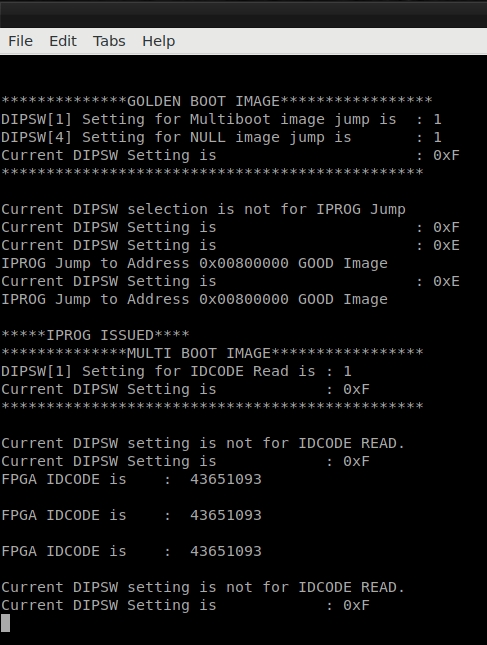 File Edit Tabs Help
**************GOLDEN BOOT IMAGE*****************
DIPSW[1] Setting for Multiboot image jump is  : 1
DIPSW[4] Setting for NULL image jump is       : 1
Current DIPSW Setting is                      : 0xF
***********************************************
Current DIPSW selection is not for IPROG Jump
Current DIPSW Setting is                      : 0xF
Current DIPSW Setting is                      : 0xE
IPROG Jump to Address 0x00800000 GOOD Image
Current DIPSW Setting is                      : 0xE
IPROG Jump to Address 0x00800000 GOOD Image
*****IPROG ISSUED****
**************MULTI BOOT IMAGE*****************
DIPSW[1] Setting for IDCODE Read is : 1
Current DIPSW Setting is            : 0xF
***********************************************
Current DIPSW setting is not for IDCODE READ.
Current DIPSW Setting is            : 0xF
FPGA IDCODE is    :  43651093
FPGA IDCODE is    :  43651093
FPGA IDCODE is    :  43651093
Current DIPSW setting is not for IDCODE READ.
Current DIPSW Setting is            : 0xF